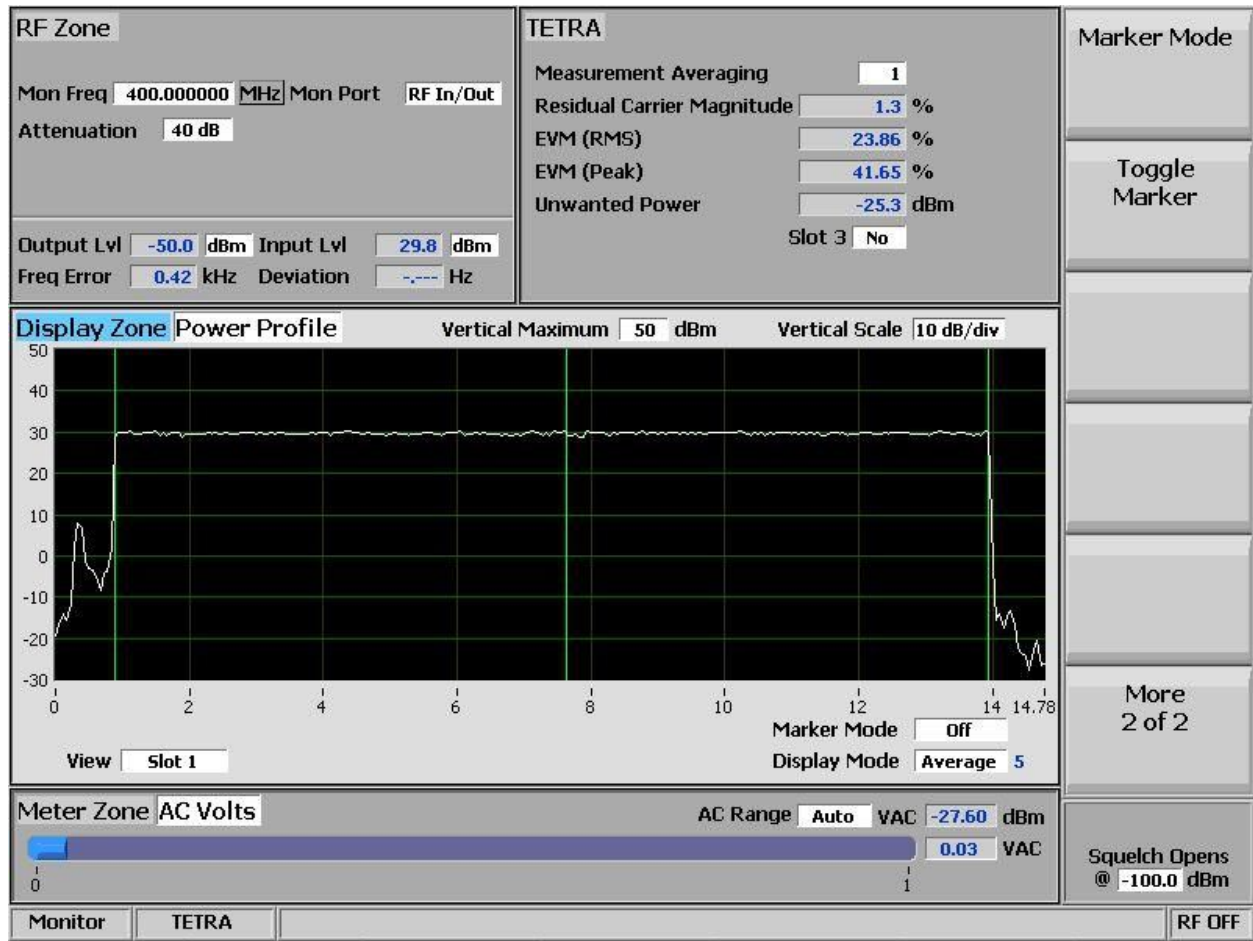 RF Zone
Mon Freq 400.000000 MHz Mon Port RF In/Out
Attenuation 40 dB
Output Lvl -50.0 dBm Input Lvl 29.8 dBm
Freq Error 0.42 kHz Deviation -.--- Hz
TETRA
Measurement Averaging 1
Residual Carrier Magnitude 1.3 %
EVM (RMS) 23.86 %
EVM (Peak) 41.65 %
Unwanted Power -25.3 dBm
Slot 3 No
Display Zone Power Profile Vertical Maximum 50 dBm Vertical Scale 10 dB/div
50
40
30
20
10
0
-10
-20
-30
0 2 4 6 8 10 12 14 14.78
Marker Mode Off
View Slot 1 Display Mode Average 5
Meter Zone AC Volts AC Range Auto VAC -27.60 dBm
0.03 VAC
0 1
Monitor TETRA RF OFF
Marker Mode
Toggle
Marker
More
2 of 2
Squelch Opens
@ -100.0 dBm